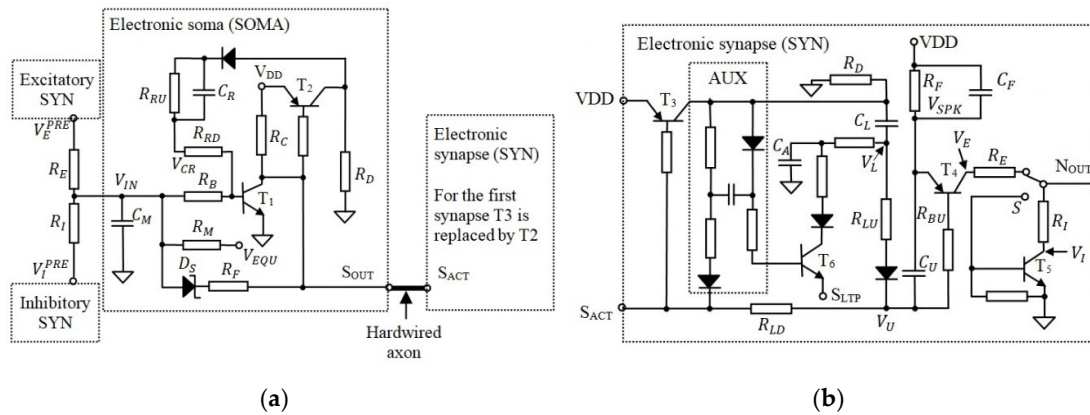 Electronic soma (SOMA)
Excitatory
SYN
V_E^PRE
R_E
V_IN
R_I
C_M
V_I^PRE
Inhibitory
SYN
R_RU
C_R
R_RD
V_CR
R_B
R_M
V_EQU
D_S
R_F
V_DD
T_2
R_C
T_1
R_D
S_OUT
S_ACT
Hardwired
axon
Electronic
synapse (SYN)
For the first
synapse T3 is
replaced by T2
(a)
Electronic synapse (SYN)
VDD
T_3
AUX
R_D
C_L
C_A
V_L
R_LU
T_6
S_LTP
S_ACT
R_LD
V_U
VDD
R_F
C_F
V_SPK
V_E
R_E
T_4
N_OUT
S
R_I
R_BU
C_U
T_5
V_I
(b)